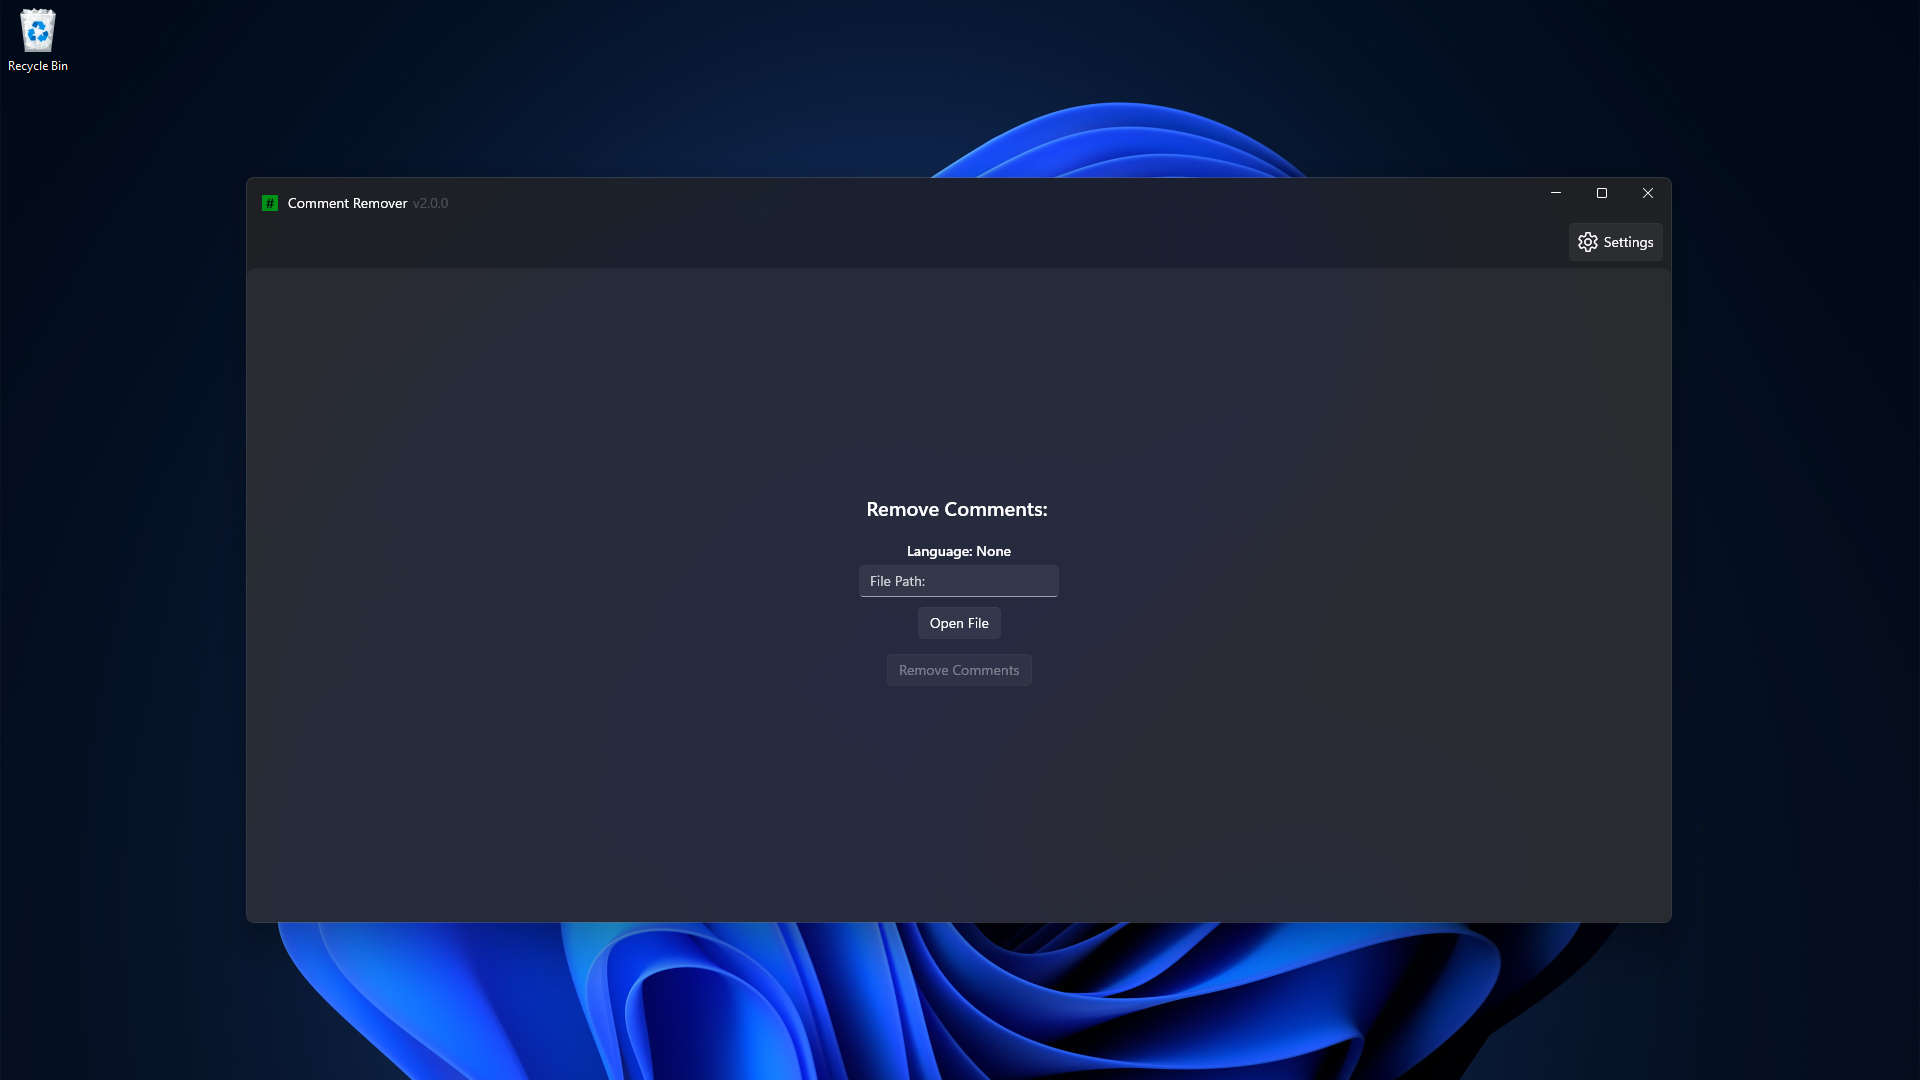 Recycle Bin
# Comment Remover v2.0.0
Settings
Remove Comments:
Language: None
File Path:
Open File
Remove Comments